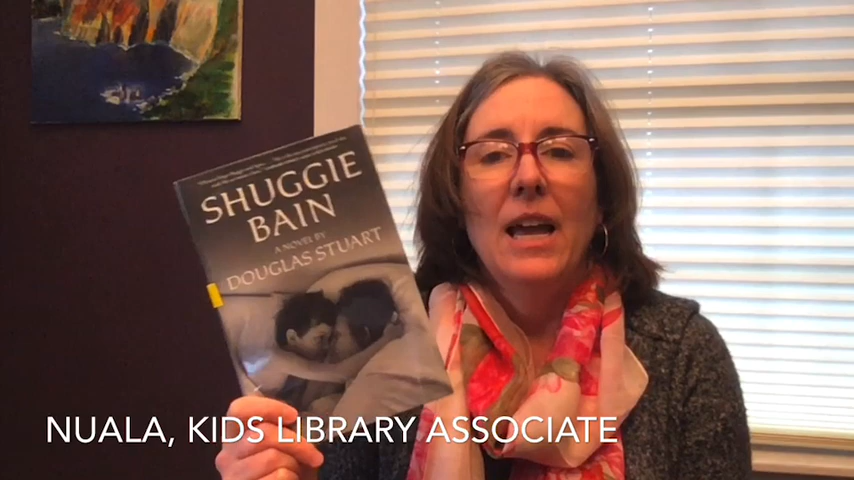 SHUGGIE
BAIN
A NOVEL BY
DOUGLAS STUART
NUALA, KIDS LIBRARY ASSOCIATE